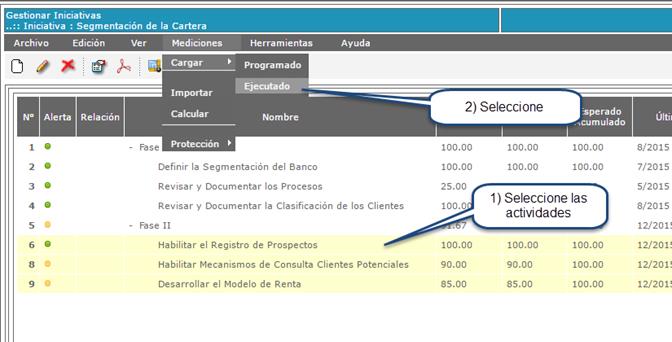 Gestionar Iniciativas
..:: Iniciativa : Segmentación de la Cartera
Archivo Edición Ver Mediciones Herramientas Ayuda
Cargar Programado
Ejecutado
Importar
Calcular
Protección
2) Seleccione
Nº Alerta Relación Nombre Esperado Acumulado Últi
1 - Fase 100.00 100.00 100.00 8/2015
2 Definir la Segmentación del Banco 100.00 100.00 100.00 7/2015
3 Revisar y Documentar los Procesos 25.00 5/2015
4 Revisar y Documentar la Clasificación de los Clientes 100.00 8/2015
1) Seleccione las
actividades
5 - Fase II 91.67 12/2015
6 Habilitar el Registro de Prospectos 100.00 100.00 100.00 12/2015
8 Habilitar Mecanismos de Consulta Clientes Potenciales 90.00 90.00 100.00 12/2015
9 Desarrollar el Modelo de Renta 85.00 85.00 100.00 12/2015